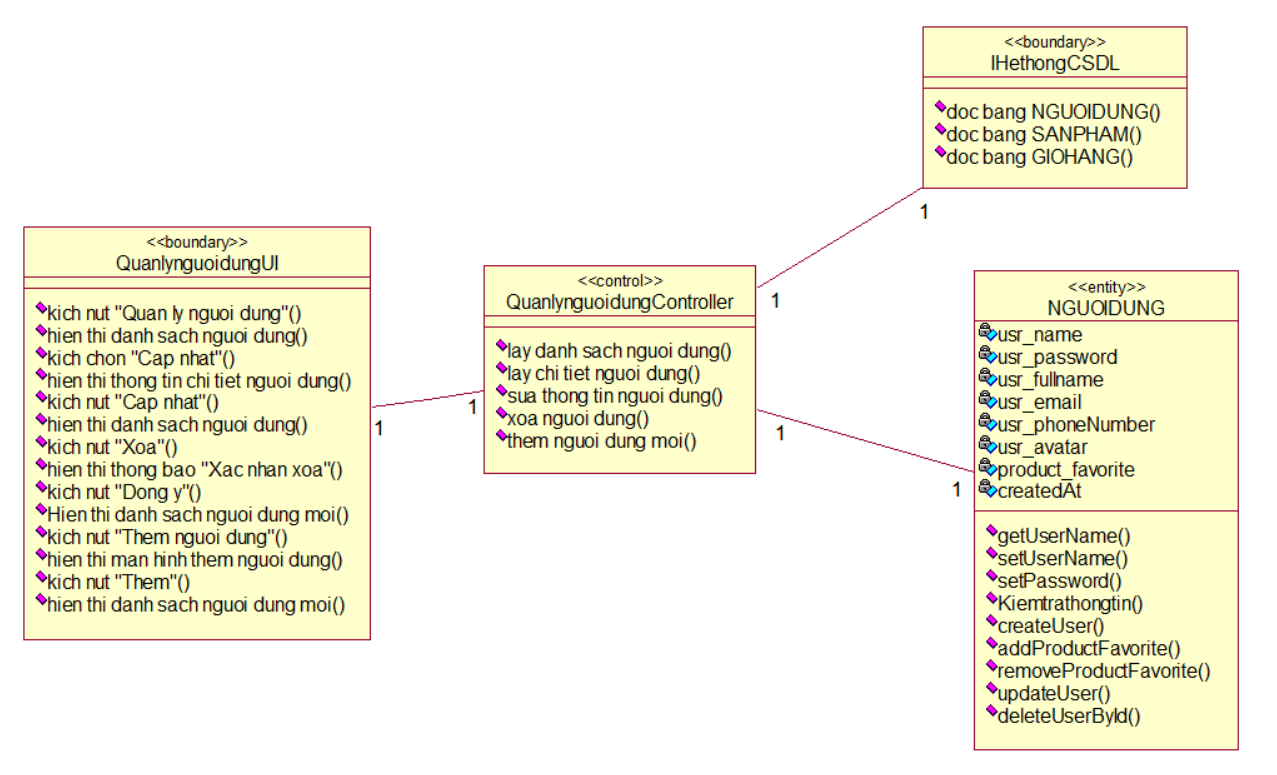 <<boundary>>
IHethongCSDL
doc bang NGUOIDUNG()
doc bang SANPHAM()
doc bang GIOHANG()
1
1
<<boundary>>
QuanlynguoidungUI
kich nut "Quan ly nguoi dung"()
hien thi danh sach nguoi dung()
kich chon "Cap nhat"()
hien thi thong tin chi tiet nguoi dung()
kich nut "Cap nhat"()
hien thi danh sach nguoi dung()
kich nut "Xoa"()
hien thi thong bao "Xac nhan xoa"()
kich nut "Dong y"()
Hien thi danh sach nguoi dung moi()
kich nut "Them nguoi dung"()
hien thi man hinh them nguoi dung()
kich nut "Them"()
hien thi danh sach nguoi dung moi()
1
1
<<control>>
QuanlynguoidungController
lay danh sach nguoi dung()
lay chi tiet nguoi dung()
sua thong tin nguoi dung()
xoa nguoi dung()
them nguoi dung moi()
1
1
<<entity>>
NGUOIDUNG
usr_name
usr_password
usr_fullname
usr_email
usr_phoneNumber
usr_avatar
product_favorite
createdAt
getUserName()
setUserName()
setPassword()
Kiemtrathongtin()
createUser()
addProductFavorite()
removeProductFavorite()
updateUser()
deleteUserById()